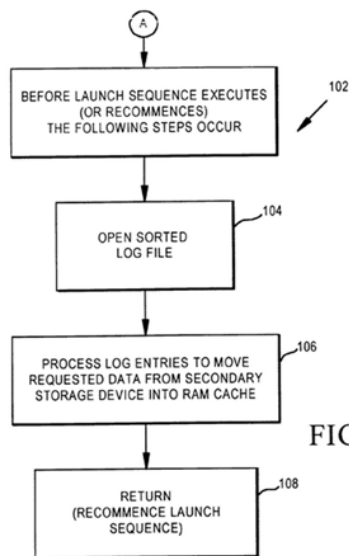 A
BEFORE LAUNCH SEQUENCE EXECUTES
(OR RECOMMENCES)
THE FOLLOWING STEPS OCCUR
102
104
OPEN SORTED
LOG FILE
106
PROCESS LOG ENTRIES TO MOVE
REQUESTED DATA FROM SECONDARY
STORAGE DEVICE INTO RAM CACHE
FIG
108
RETURN
(RECOMMENCE LAUNCH
SEQUENCE)